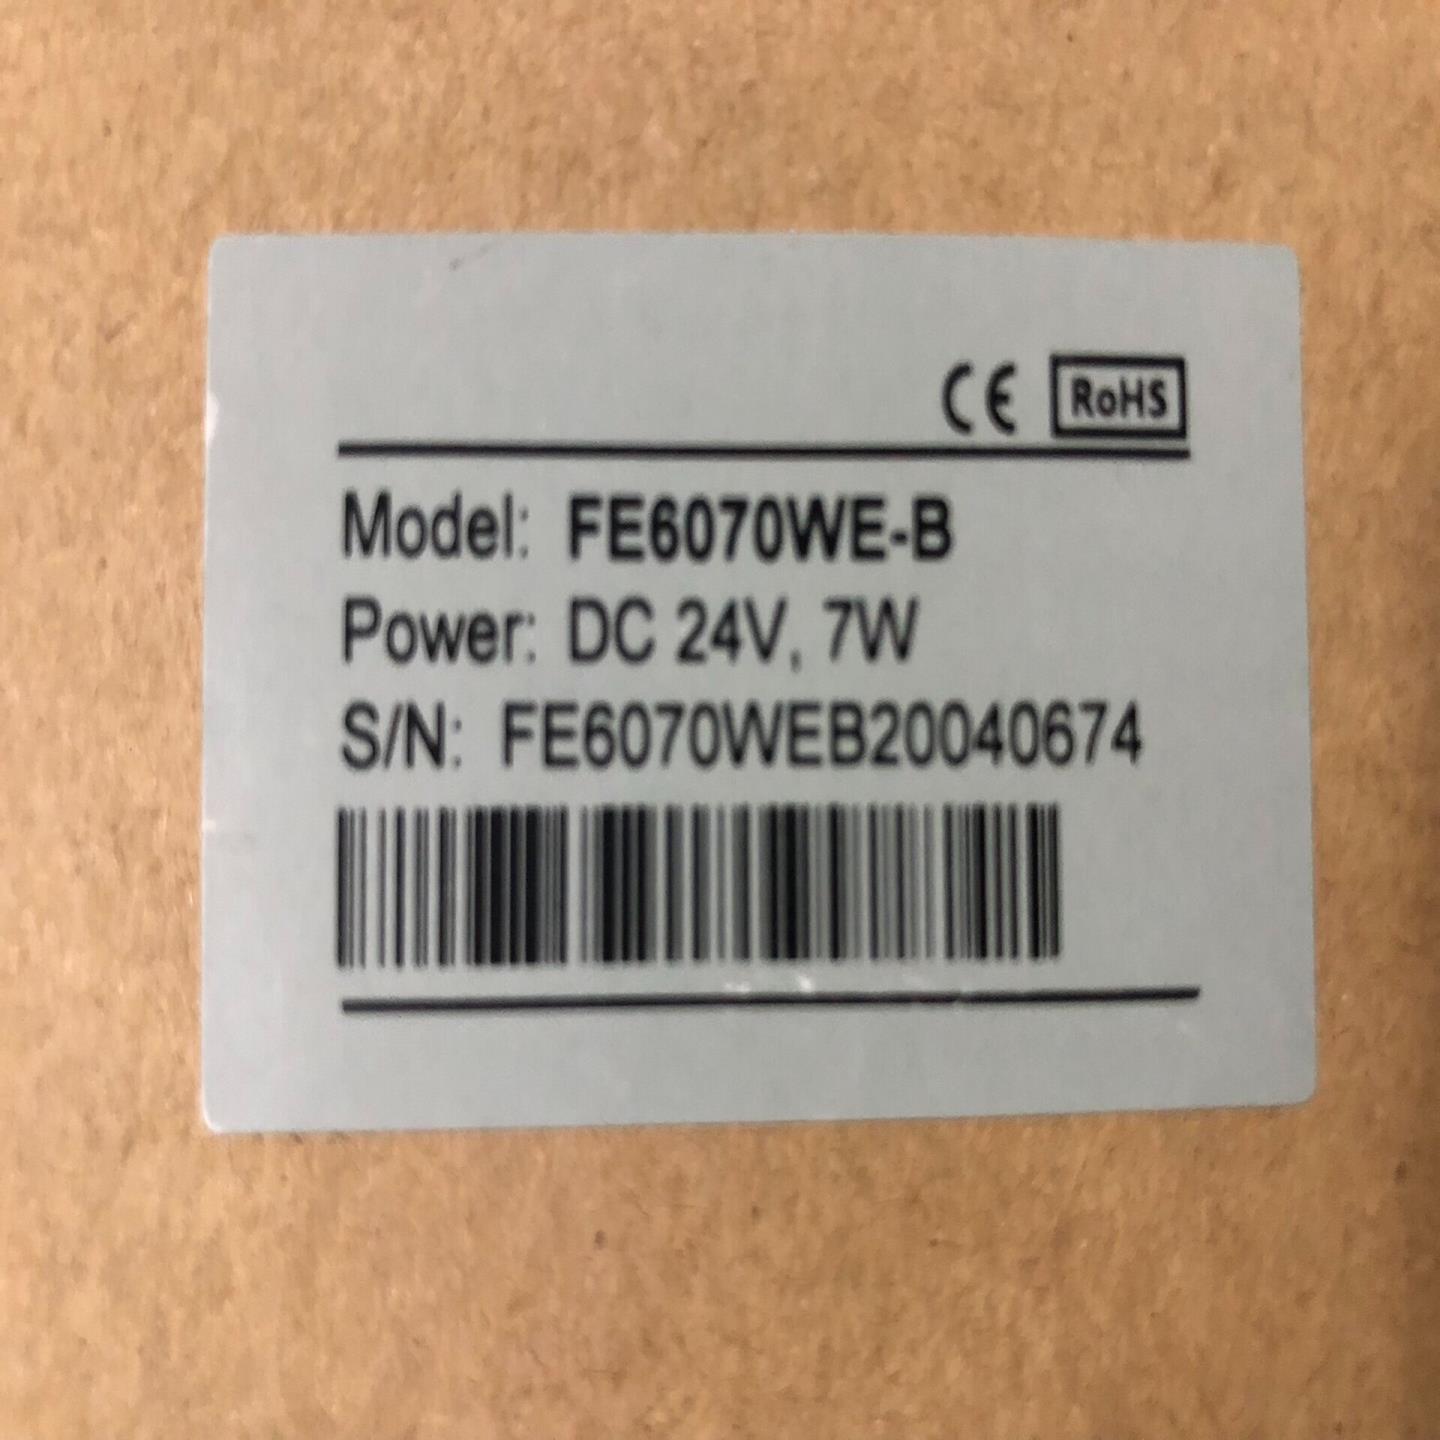 CE RoHS
Model: FE6070WE-B
Power: DC 24V, 7W
S/N: FE6070WEB20040674